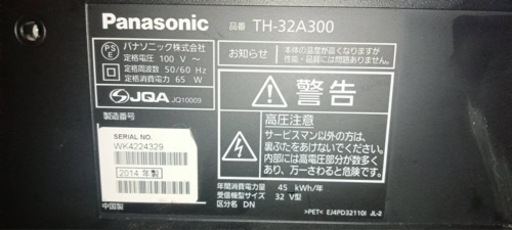 Panasonic 品番 TH-32A300
パナソニック株式会社
定格電圧 100 V ～
定格周波数 50/60 Hz
定格消費電力 65 W
お知らせ
本体の温度が高くなりますが
性能・品質には問題ありません。
JQA JQ10009
製造番号
SERIAL NO.
WK4224329
2014 年製
中国製
警告
高圧注意
サービスマン以外の方は、
裏ぶたをあけないでください。
内部には高電圧部分が数多く
あり、万一さわると危険です。
年間消費電力量 45 kWh/年
受信機型サイズ 32 V型
区分名 DN
>PET< EJ4PD32110I JL-2